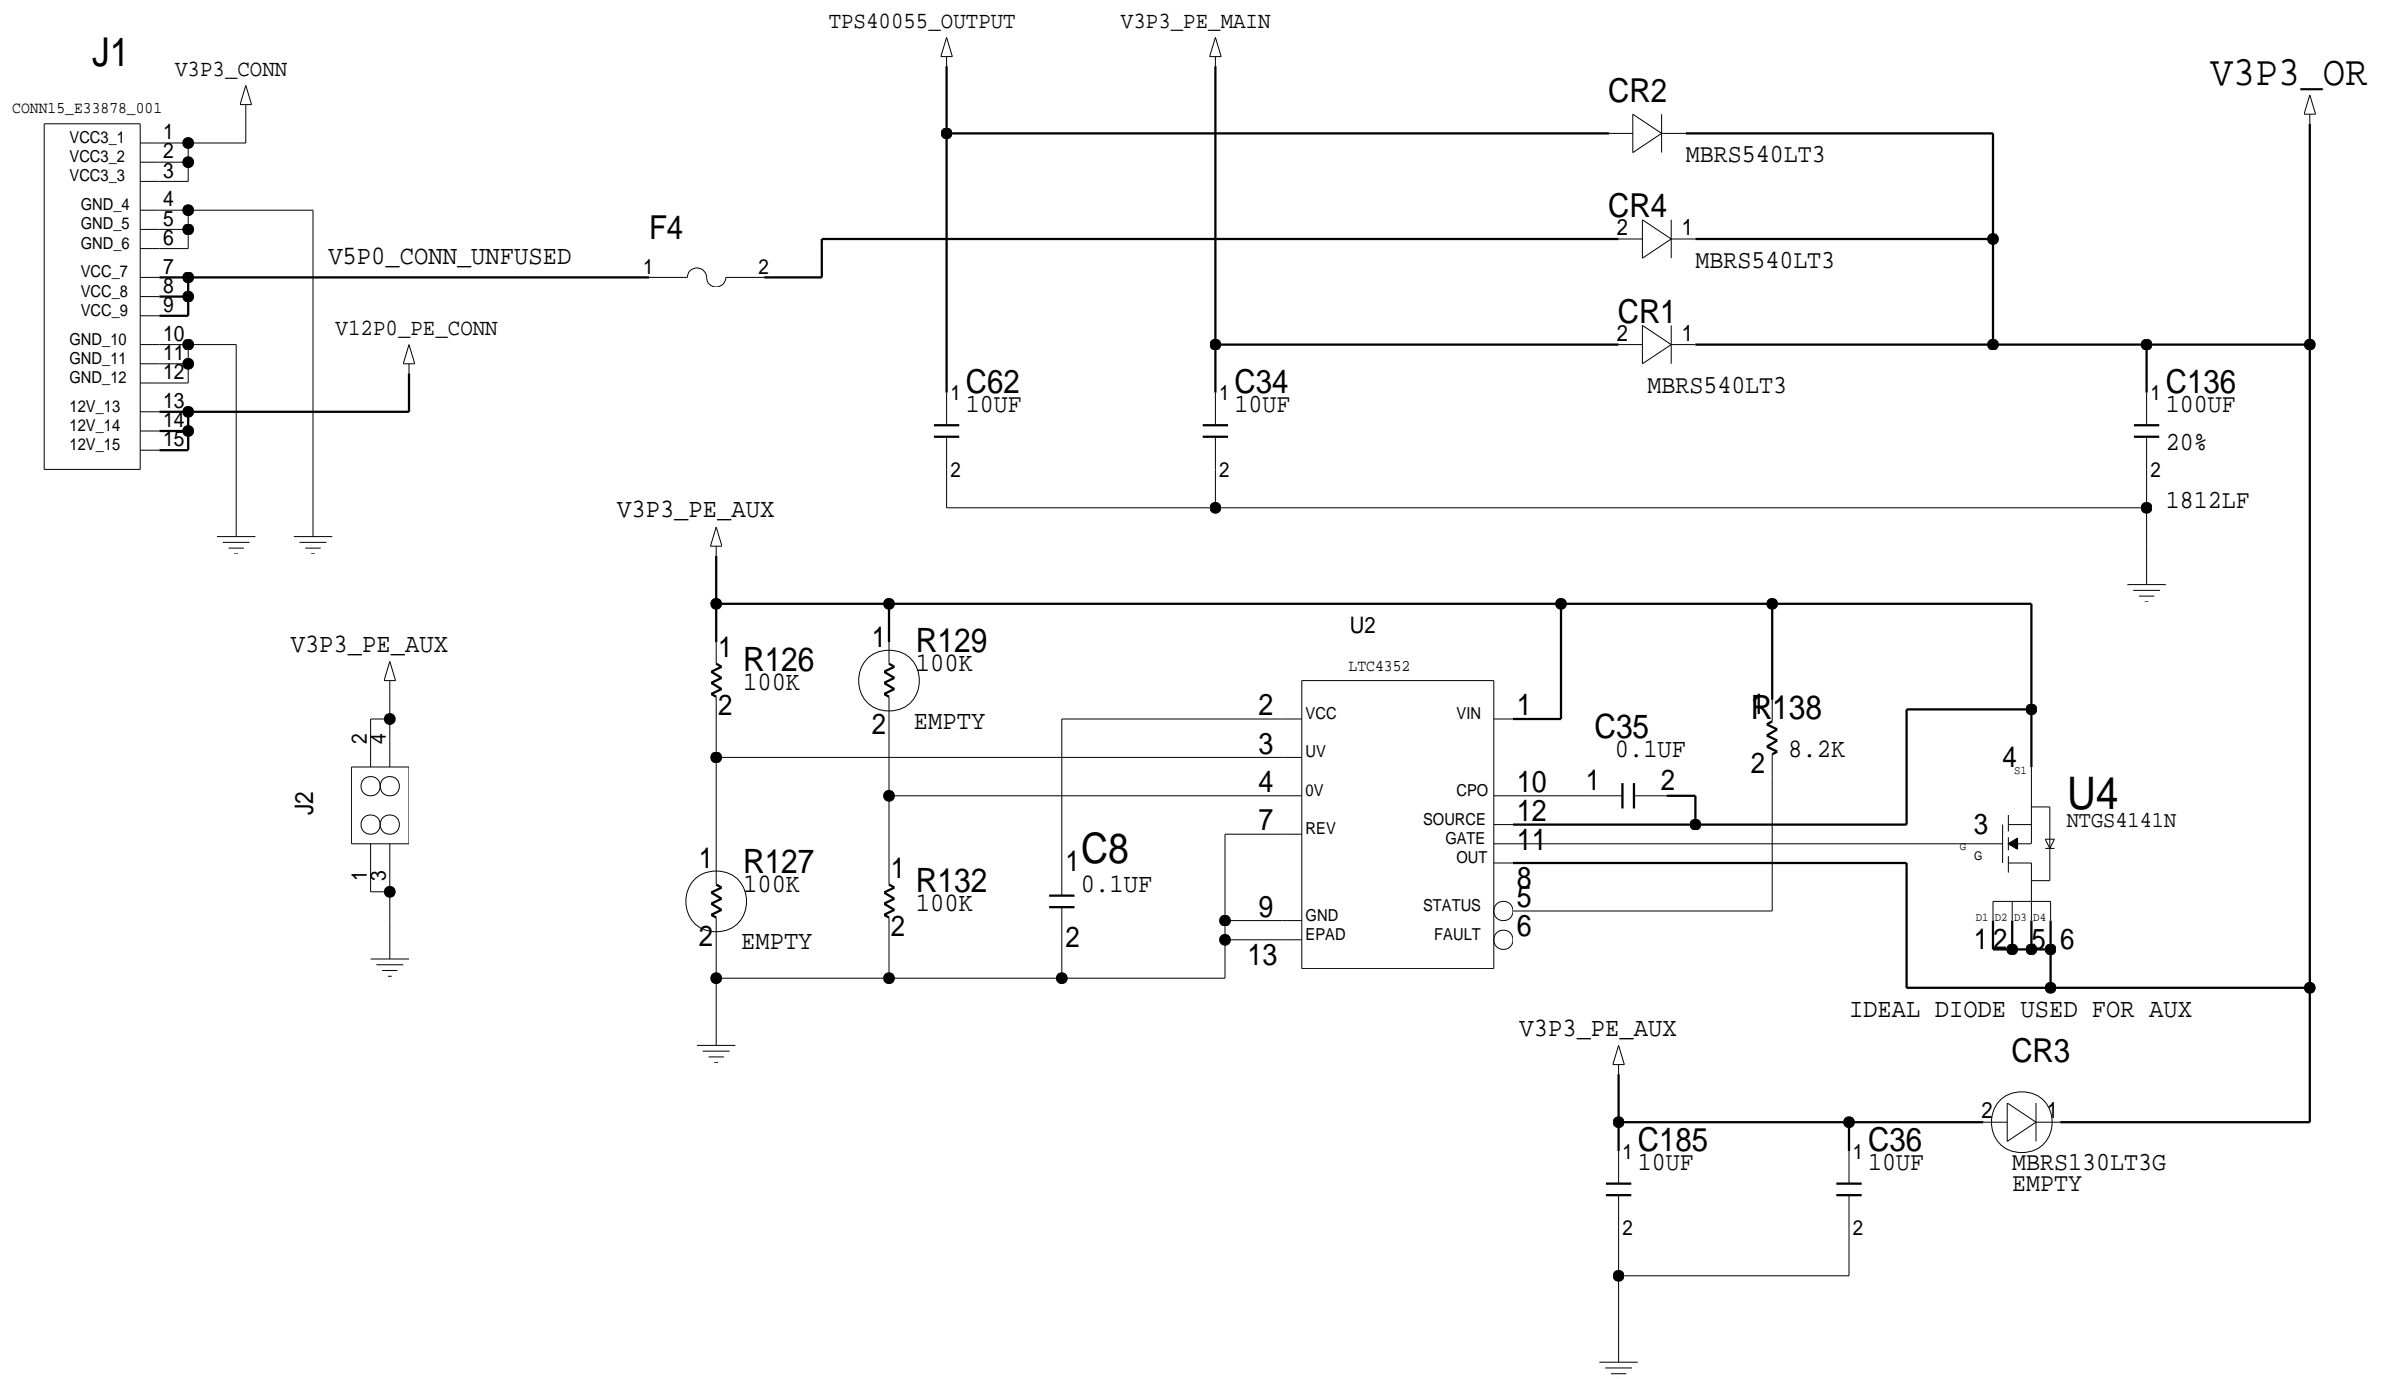 TPS40055_OUTPUT
V3P3_PE_MAIN
J1
V3P3_CONN
V3P3_OR
CONN15_E33878_001
VCC3_1 1
VCC3_2 2
VCC3_3 3
GND_4 4
GND_5 5
GND_6 6
VCC_7 7
VCC_8 8
VCC_9 9
GND_10 10
GND_11 11
GND_12 12
12V_13 13
12V_14 14
12V_15 15
V5P0_CONN_UNFUSED
V12P0_PE_CONN
F4
1 2
CR2
MBRS540LT3
CR4
2 1
MBRS540LT3
CR1
2 1
MBRS540LT3
1 C62
10UF
2
1 C34
10UF
2
1 C136
100UF
20%
2
1812LF
V3P3_PE_AUX
V3P3_PE_AUX
2 4
J2
1 3
1
R126
100K
2
1 R129
100K
2 EMPTY
1 R127
100K
2 EMPTY
1
R132
100K
2
1 C8
0.1UF
2
U2
LTC4352
2 VCC
3 UV
4 0V
7 REV
9 GND
EPAD
13
VIN 1
CPO 10
SOURCE 12
GATE 11
OUT
8
STATUS 5
FAULT 6
C35
0.1UF
1 2
1
R138
8.2K
2
4 S1
U4
NTGS4141N
3
G
G
D1 D2 D3 D4
1 2 5 6
IDEAL DIODE USED FOR AUX
V3P3_PE_AUX
CR3
2 1
MBRS130LT3G
EMPTY
1 C185
10UF
2
1 C36
10UF
2